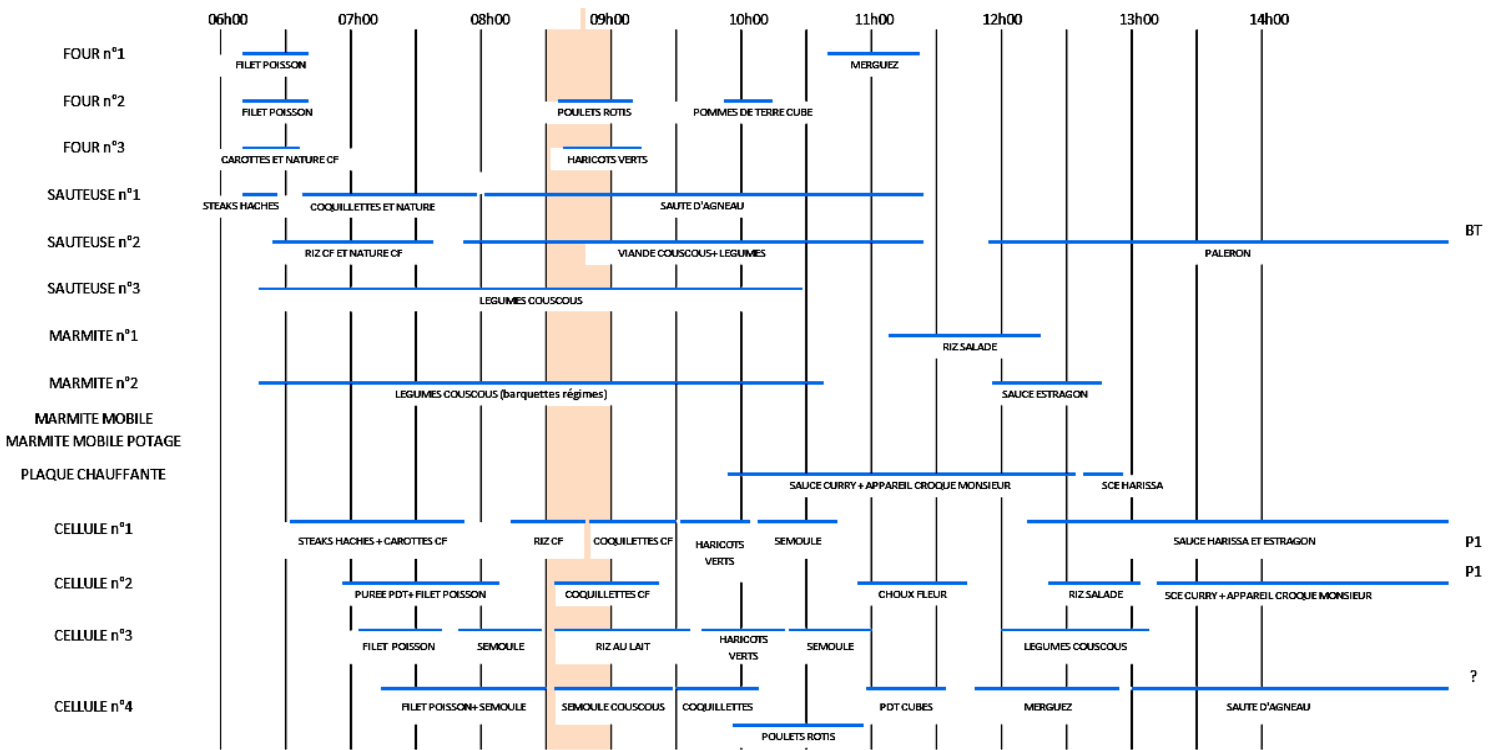 06h00 07h00 08h00 09h00 10h00 11h00 12h00 13h00 14h00
FOUR n°1
FILET POISSON MERGUEZ
FOUR n°2
FILET POISSON POULETS ROTIS POMMES DE TERRE CUBE
FOUR n°3
CAROTTES ET NATURE CF HARICOTS VERTS
SAUTEUSE n°1
STEAKS HACHES COQUILLETTES ET NATURE SAUTE D'AGNEAU
SAUTEUSE n°2 BT
RIZ CF ET NATURE CF VIANDE COUSCOUS+ LEGUMES PALERON
SAUTEUSE n°3
LEGUMES COUSCOUS
MARMITE n°1
RIZ SALADE
MARMITE n°2
LEGUMES COUSCOUS (barquettes régimes) SAUCE ESTRAGON
MARMITE MOBILE
MARMITE MOBILE POTAGE
PLAQUE CHAUFFANTE
SAUCE CURRY + APPAREIL CROQUE MONSIEUR SCE HARISSA
CELLULE n°1
STEAKS HACHES + CAROTTES CF RIZ CF COQUILETTES CF HARICOTS SEMOULE SAUCE HARISSA ET ESTRAGON P1
VERTS
P1
CELLULE n°2
PUREE PDT+ FILET POISSON COQUILLETTES CF CHOUX FLEUR RIZ SALADE SCE CURRY + APPAREIL CROQUE MONSIEUR
CELLULE n°3
FILET POISSON SEMOULE RIZ AU LAIT HARICOTS SEMOULE LEGUMES COUSCOUS
VERTS
?
CELLULE n°4
FILET POISSON+ SEMOULE SEMOULE COUSCOUS COQUILLETTES PDT CUBES MERGUEZ SAUTE D'AGNEAU
POULETS ROTIS